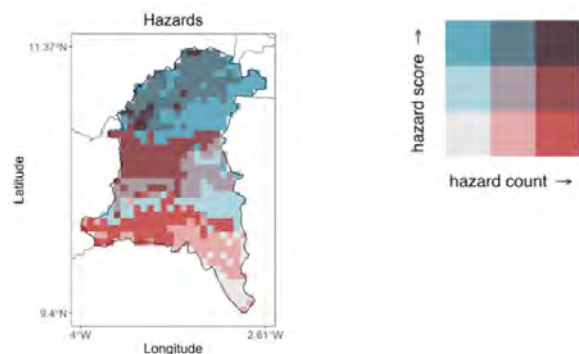 Hazards
11.37°N
Latitude
9.4°N
4°W
2.61°W
Longitude
hazard score →
hazard count →